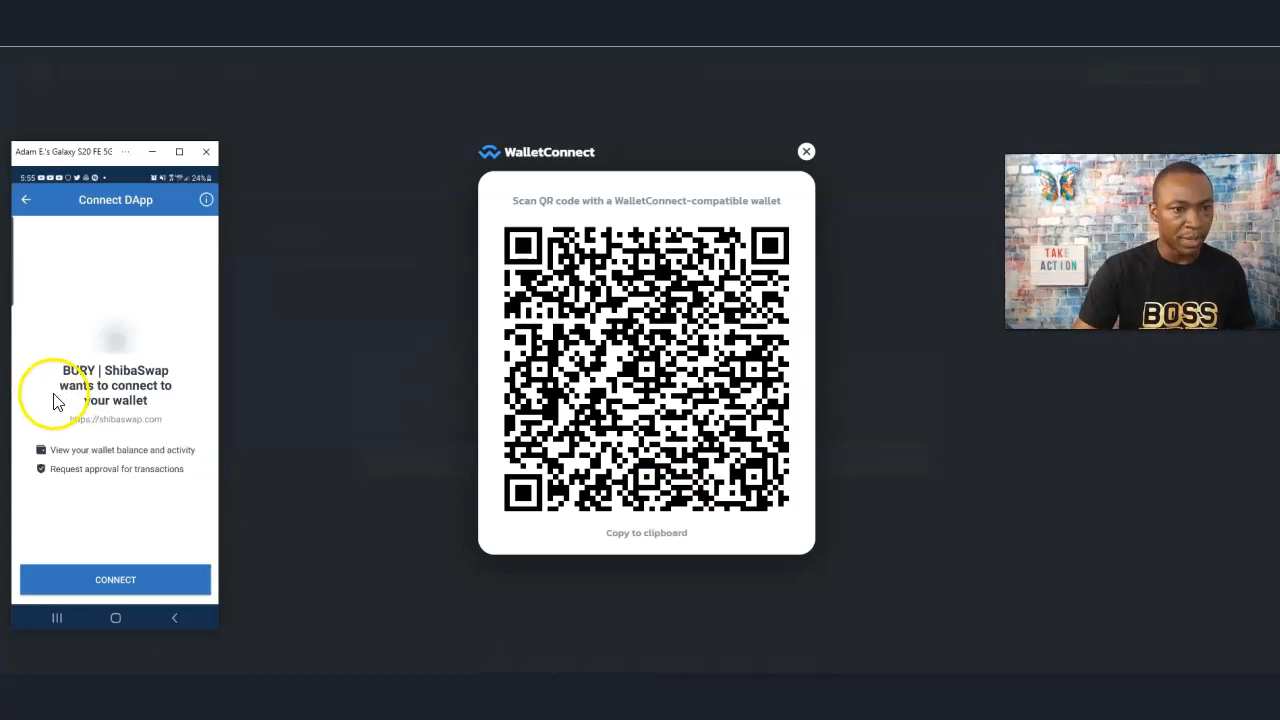 Adam E.'s Galaxy S20 FE 5G
5:55
24%
Connect DApp
BURY | ShibaSwap
wants to connect to
your wallet
https://shibaswap.com
View your wallet balance and activity
Request approval for transactions
CONNECT
WalletConnect
Scan QR code with a WalletConnect-compatible wallet
Copy to clipboard
TAKE
ACTION
BOSS